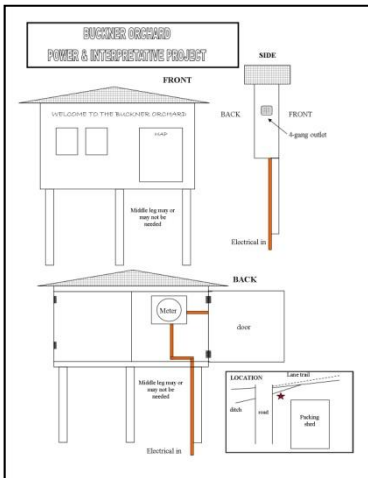 BUCKNER ORCHARD
POWER & INTERPRETATIVE PROJECT
SIDE
FRONT
WELCOME TO THE BUCKNER ORCHARD
MAP
BACK
FRONT
4-gang outlet
Middle leg may or
may not be
needed
Electrical in
BACK
Meter
door
Middle leg may or
may not be
needed
Electrical in
LOCATION
Lane trail
ditch
road
Packing
shed